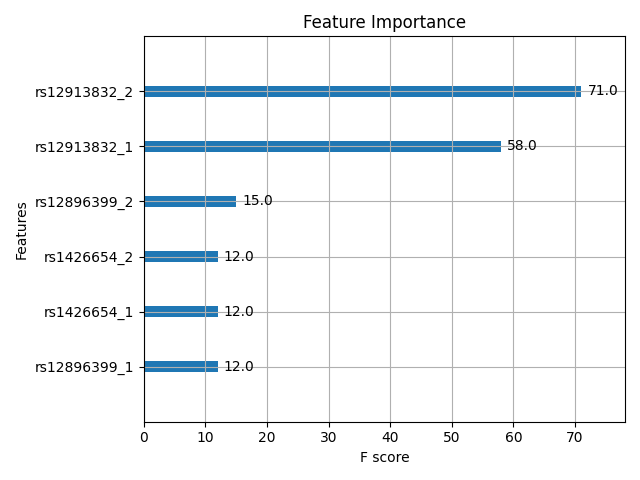 Feature Importance
Features
rs12913832_2
71.0
rs12913832_1
58.0
rs12896399_2
15.0
rs1426654_2
12.0
rs1426654_1
12.0
rs12896399_1
12.0
0 10 20 30 40 50 60 70
F score